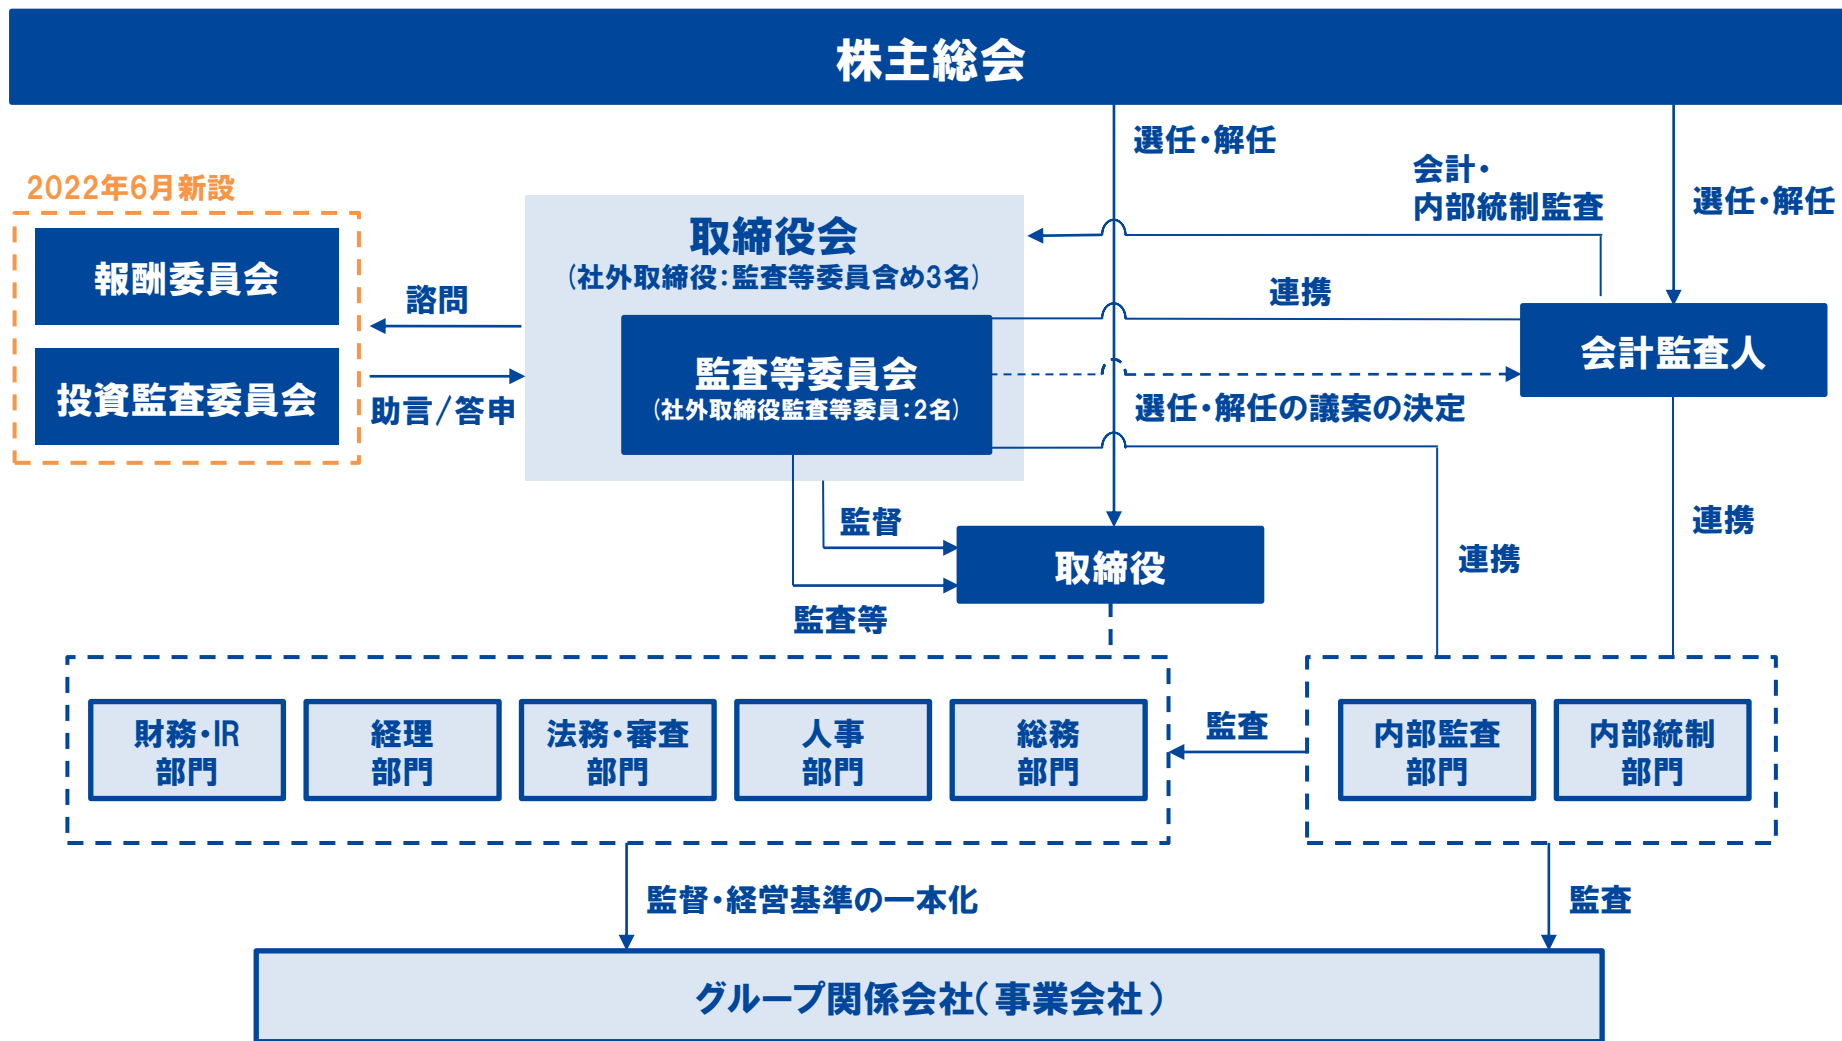 株主総会
選任・解任
会計・
内部統制監査
選任・解任
2022年6月新設
報酬委員会
投資監査委員会
諮問
助言/答申
取締役会
(社外取締役:監査等委員含め3名)
監査等委員会
(社外取締役監査等委員:2名)
連携
会計監査人
選任・解任の議案の決定
監督
監査等
取締役
連携
連携
財務・IR
部門
経理
部門
法務・審査
部門
人事
部門
総務
部門
監査
内部監査
部門
内部統制
部門
監督・経営基準の一本化
監査
グループ関係会社(事業会社)